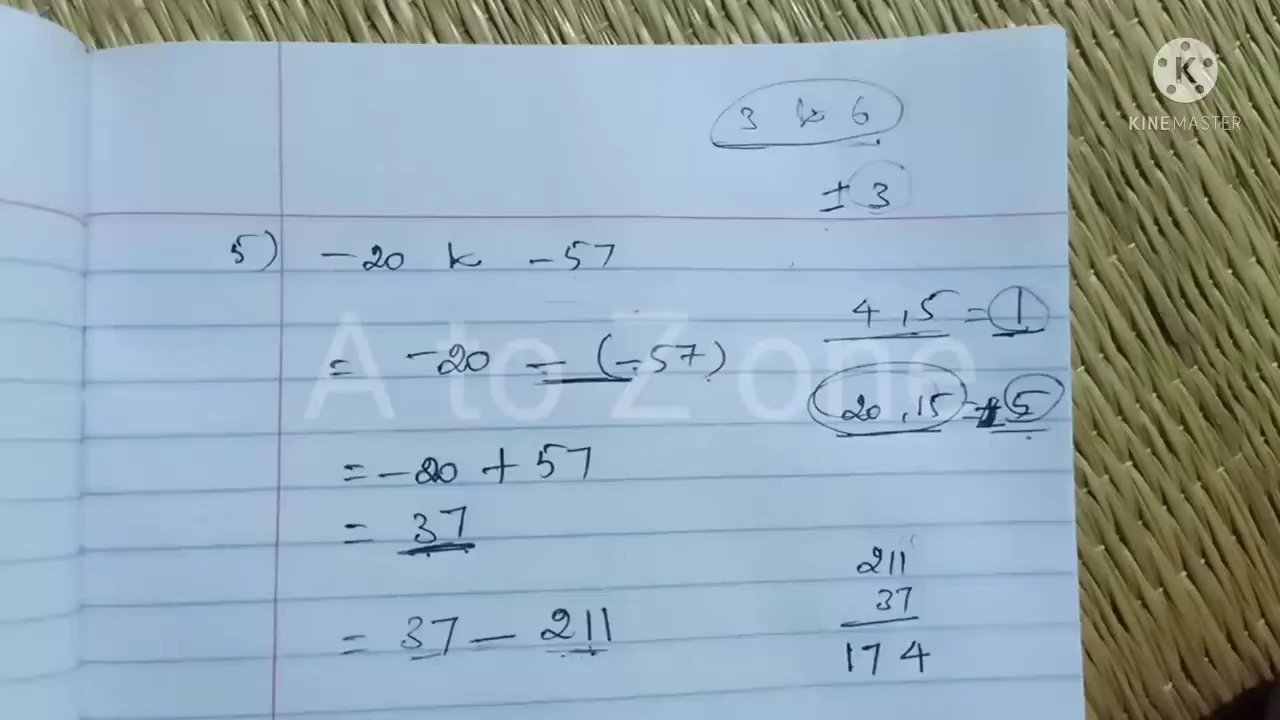 3 k 6
± 3
5) -20 k -57
4 , 5 = 1
= -20 - (-57)
20 , 15 = 5
= -20 + 57
= 37
= 37 - 211
211
37
174
A to Z one
KINEMASTER